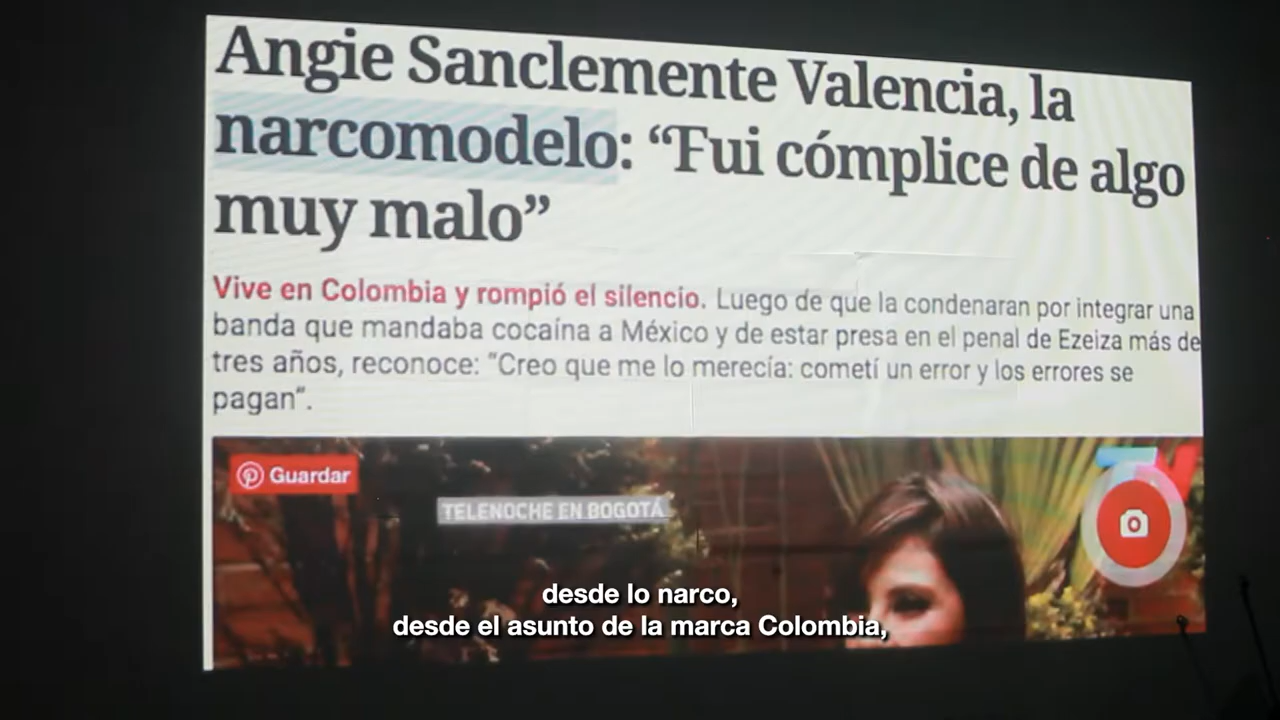 Angie Sanclemente Valencia, la
narcomodelo: “Fui cómplice de algo
muy malo”
Vive en Colombia y rompió el silencio. Luego de que la condenaran por integrar una
banda que mandaba cocaína a México y de estar presa en el penal de Ezeiza más de
tres años, reconoce: “Creo que me lo merecía: cometí un error y los errores se
pagan”.
Guardar
TELENOCHE EN BOGOTÁ
desde lo narco,
desde el asunto de la marca Colombia,